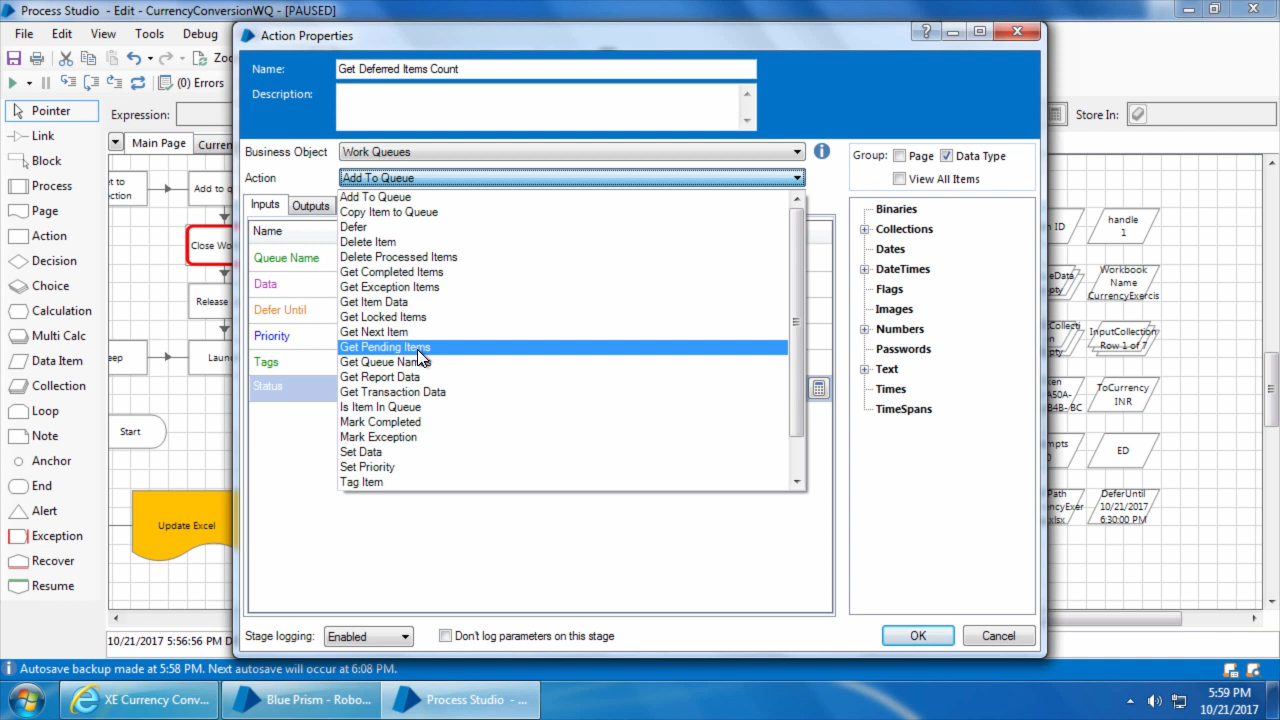 Process Studio - Edit - CurrencyConversionWQ - [PAUSED]
File Edit View Tools Debug
(0) Errors
Expression:
Store In:
Pointer
Link
Block
Process
Page
Action
Decision
Choice
Calculation
Multi Calc
Data Item
Collection
Loop
Note
Anchor
End
Alert
Exception
Recover
Resume
Main Page
Add to
Close Wo
Release
Start
Update Excel
Action Properties
Name: Get Deferred Items Count
Description:
Business Object Work Queues
Action Add To Queue
Inputs Outputs
Name
Queue Name
Data
Defer Until
Priority
Tags
Status
Add To Queue
Copy Item to Queue
Defer
Delete Item
Delete Processed Items
Get Completed Items
Get Exception Items
Get Item Data
Get Locked Items
Get Next Item
Get Pending Items
Get Queue Names
Get Report Data
Get Transaction Data
Is Item In Queue
Mark Completed
Mark Exception
Set Data
Set Priority
Tag Item
Group: Page Data Type
View All Items
Binaries
Collections
Dates
DateTimes
Flags
Images
Numbers
Passwords
Text
Times
TimeSpans
Stage logging: Enabled
Don't log parameters on this stage
OK Cancel
ID
handle
1
Workbook
Name
CurrencyExercis
InputCollection
Row 1 of 7
ToCurrency
INR
ED
DeferUntil
10/21/2017
6:30:00 PM
10/21/2017 5:56:56 PM D
Autosave backup made at 5:58 PM. Next autosave will occur at 6:08 PM.
XE Currency Conv...
Blue Prism - Robo...
Process Studio - ...
5:59 PM
10/21/2017